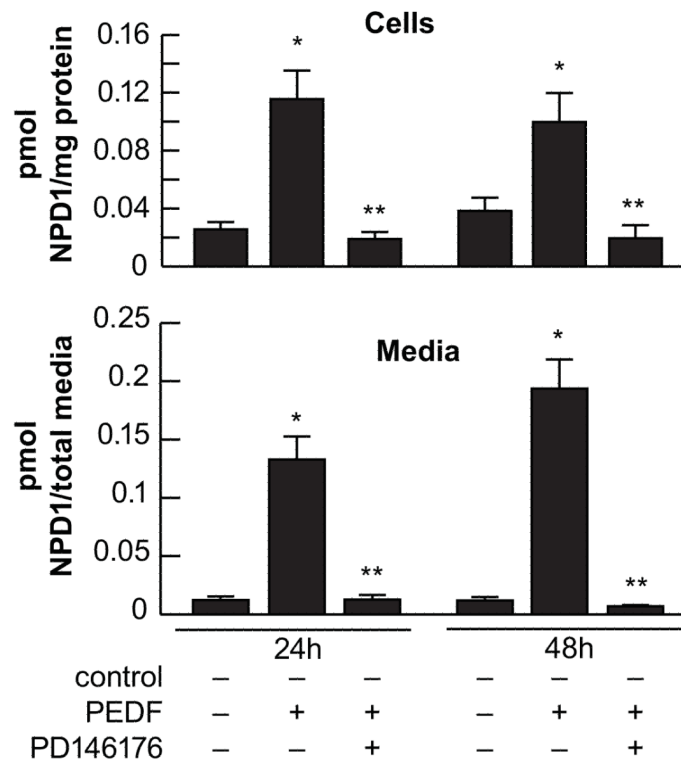 Cells
pmol
NPD1/mg protein
0.16
0.12
0.08
0.04
0
* ** * **
Media
pmol
NPD1/total media
0.25
0.2
0.15
0.1
0.05
0
* ** * **
24h 48h
control – – – – – –
PEDF – + + – + +
PD146176 – – + – – +